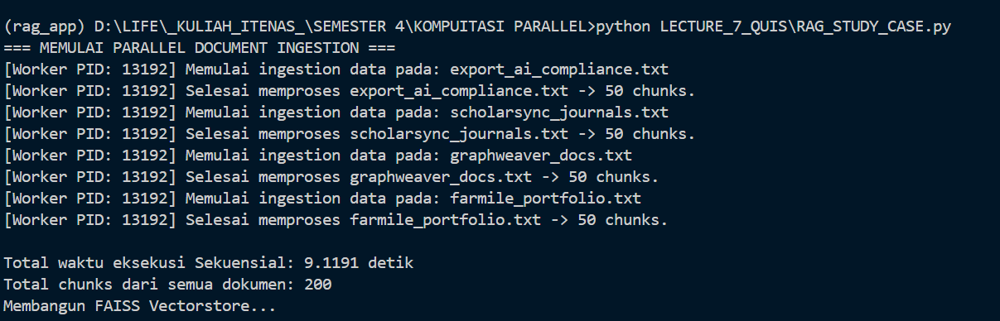 (rag_app) D:\LIFE\_KULIAH_ITENAS_\SEMESTER 4\KOMPUITASI PARALLEL>python LECTURE_7_QUIS\RAG_STUDY_CASE.py
=== MEMULAI PARALLEL DOCUMENT INGESTION ===
[Worker PID: 13192] Memulai ingestion data pada: export_ai_compliance.txt
[Worker PID: 13192] Selesai memproses export_ai_compliance.txt -> 50 chunks.
[Worker PID: 13192] Memulai ingestion data pada: scholarsync_journals.txt
[Worker PID: 13192] Selesai memproses scholarsync_journals.txt -> 50 chunks.
[Worker PID: 13192] Memulai ingestion data pada: graphweaver_docs.txt
[Worker PID: 13192] Selesai memproses graphweaver_docs.txt -> 50 chunks.
[Worker PID: 13192] Memulai ingestion data pada: farmile_portfolio.txt
[Worker PID: 13192] Selesai memproses farmile_portfolio.txt -> 50 chunks.
Total waktu eksekusi Sekuensial: 9.1191 detik
Total chunks dari semua dokumen: 200
Membangun FAISS Vectorstore...